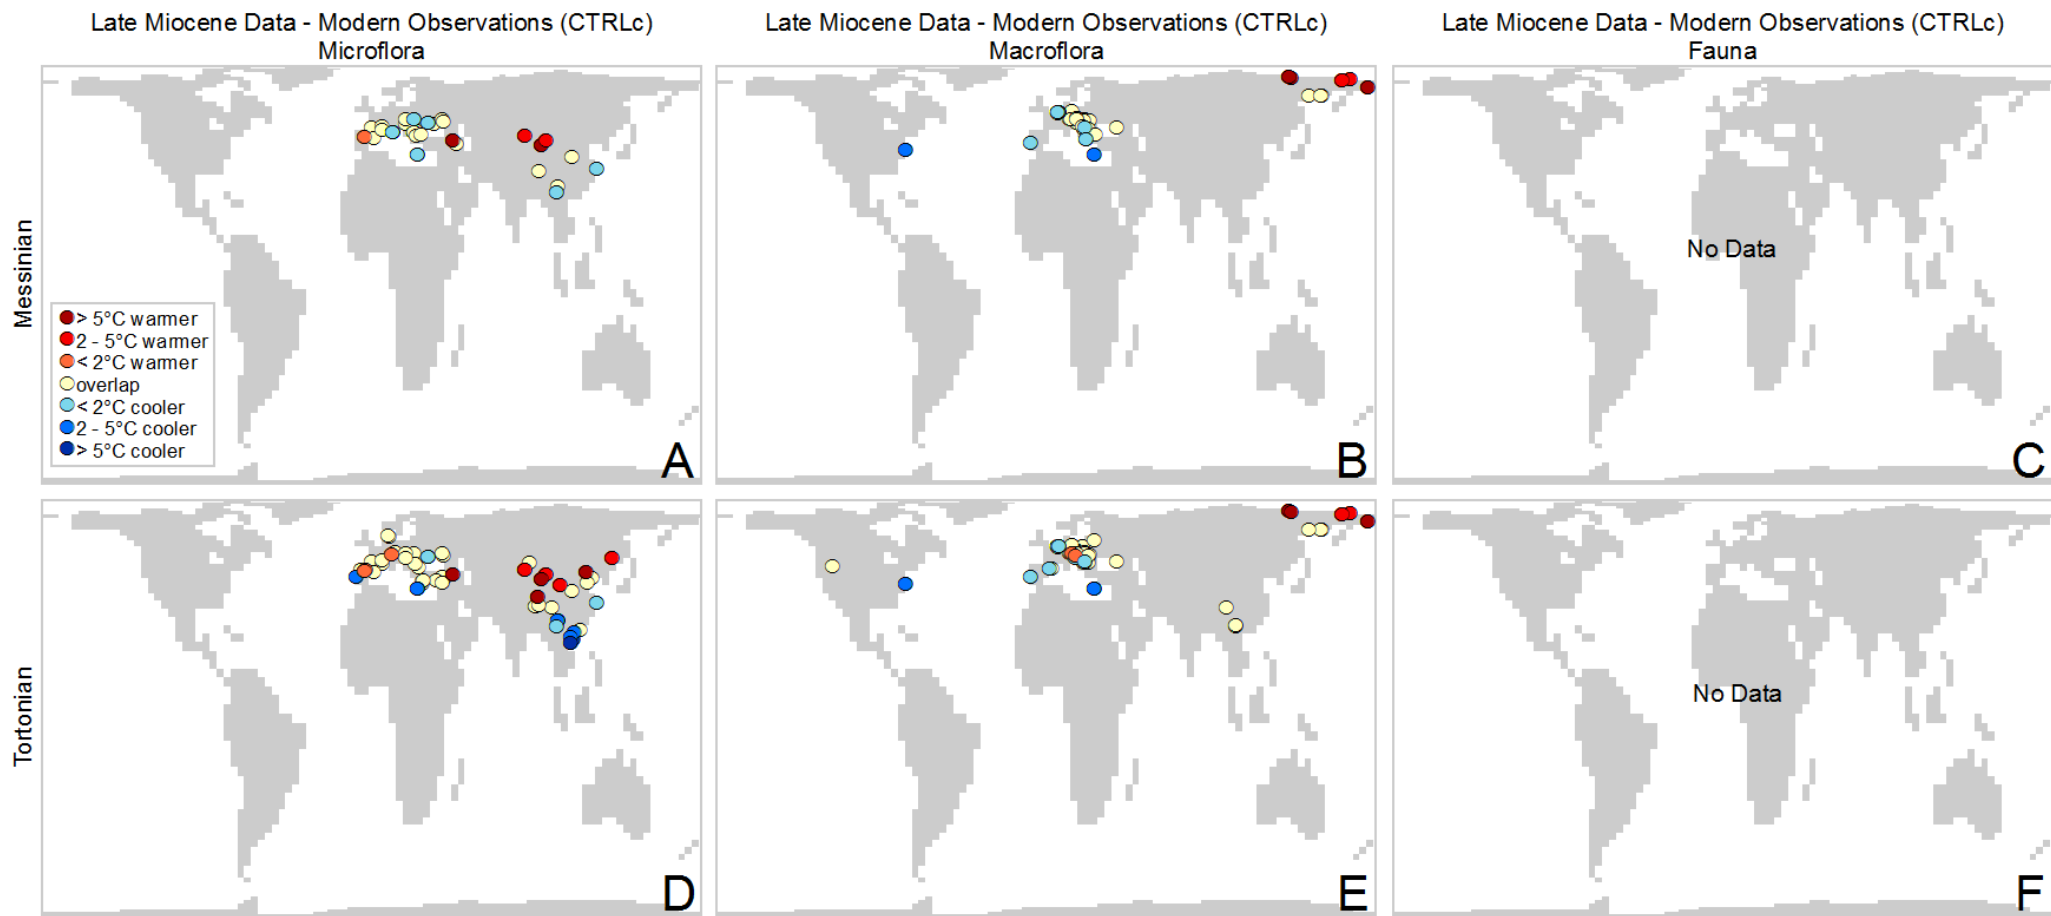 Late Miocene Data - Modern Observations (CTRLc)
Microflora
Late Miocene Data - Modern Observations (CTRLc)
Macroflora
Late Miocene Data - Modern Observations (CTRLc)
Fauna
Messinian
> 5°C warmer
2 - 5°C warmer
< 2°C warmer
overlap
< 2°C cooler
2 - 5°C cooler
> 5°C cooler
A
B
No Data
C
Tortonian
D
E
No Data
F